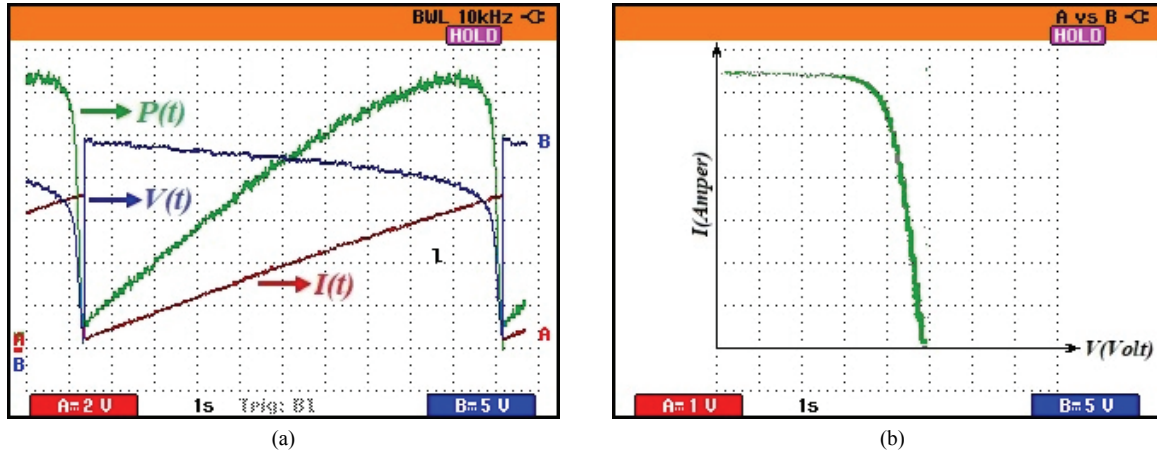 BWL 10kHz
HOLD
P(t)
B
V(t)
1
I(t)
A
A
B
A= 2 V 1s Trig: B1 B= 5 V
(a)
A vs B
HOLD
I(Amper)
V(Volt)
A= 1 V 1s B= 5 V
(b)